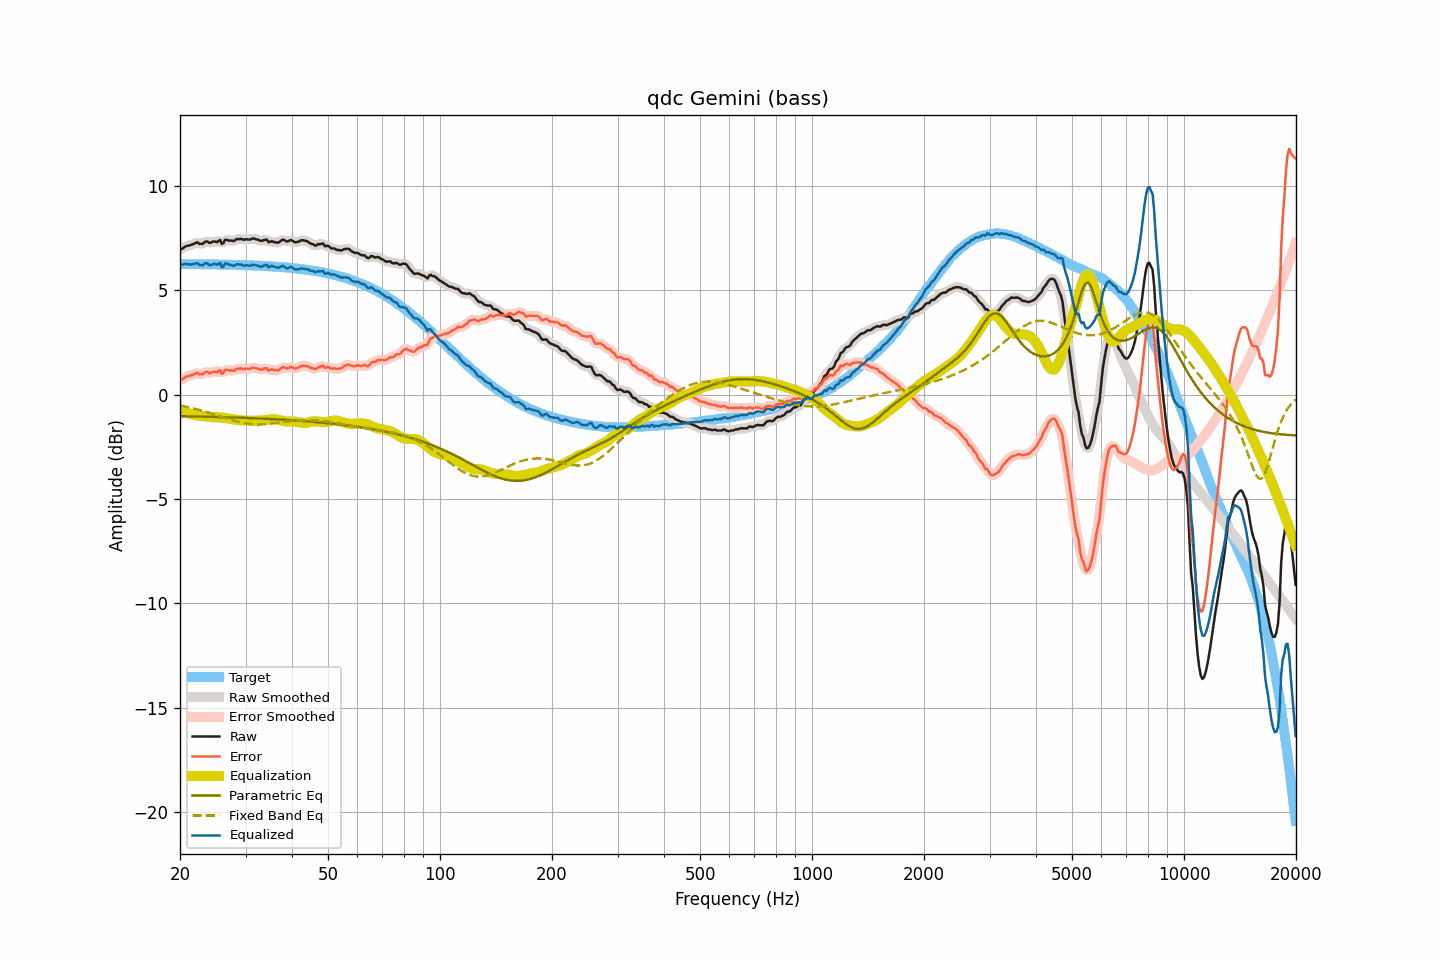 qdc Gemini (bass)
Amplitude (dBr)
10
5
0
−5
−10
−15
−20
Target
Raw Smoothed
Error Smoothed
Raw
Error
Equalization
Parametric Eq
Fixed Band Eq
Equalized
20 50 100 200 500 1000 2000 5000 10000 20000
Frequency (Hz)